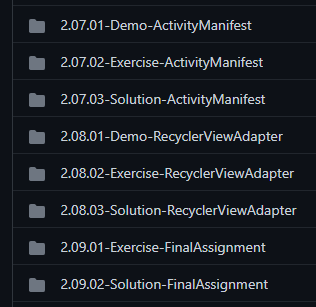 2.07.01-Demo-ActivityManifest
2.07.02-Exercise-ActivityManifest
2.07.03-Solution-ActivityManifest
2.08.01-Demo-RecyclerViewAdapter
2.08.02-Exercise-RecyclerViewAdapter
2.08.03-Solution-RecyclerViewAdapter
2.09.01-Exercise-FinalAssignment
2.09.02-Solution-FinalAssignment